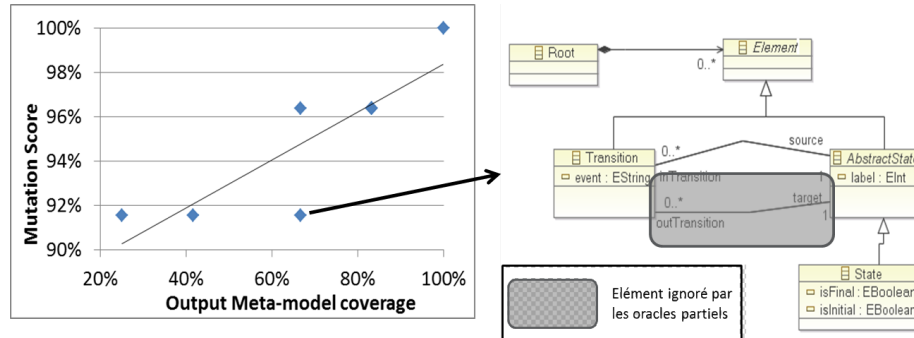 100%
98%
96%
94%
92%
90%
Mutation Score
20%
40%
60%
80%
100%
Output Meta-model coverage
Root
Element
0..*
Transition
event : EString
0..*
source
inTransition
1
AbstractState
label : EInt
0..*
target
1
outTransition
State
isFinal : EBoolean
isInitial : EBoolean
Elément ignoré par
les oracles partiels